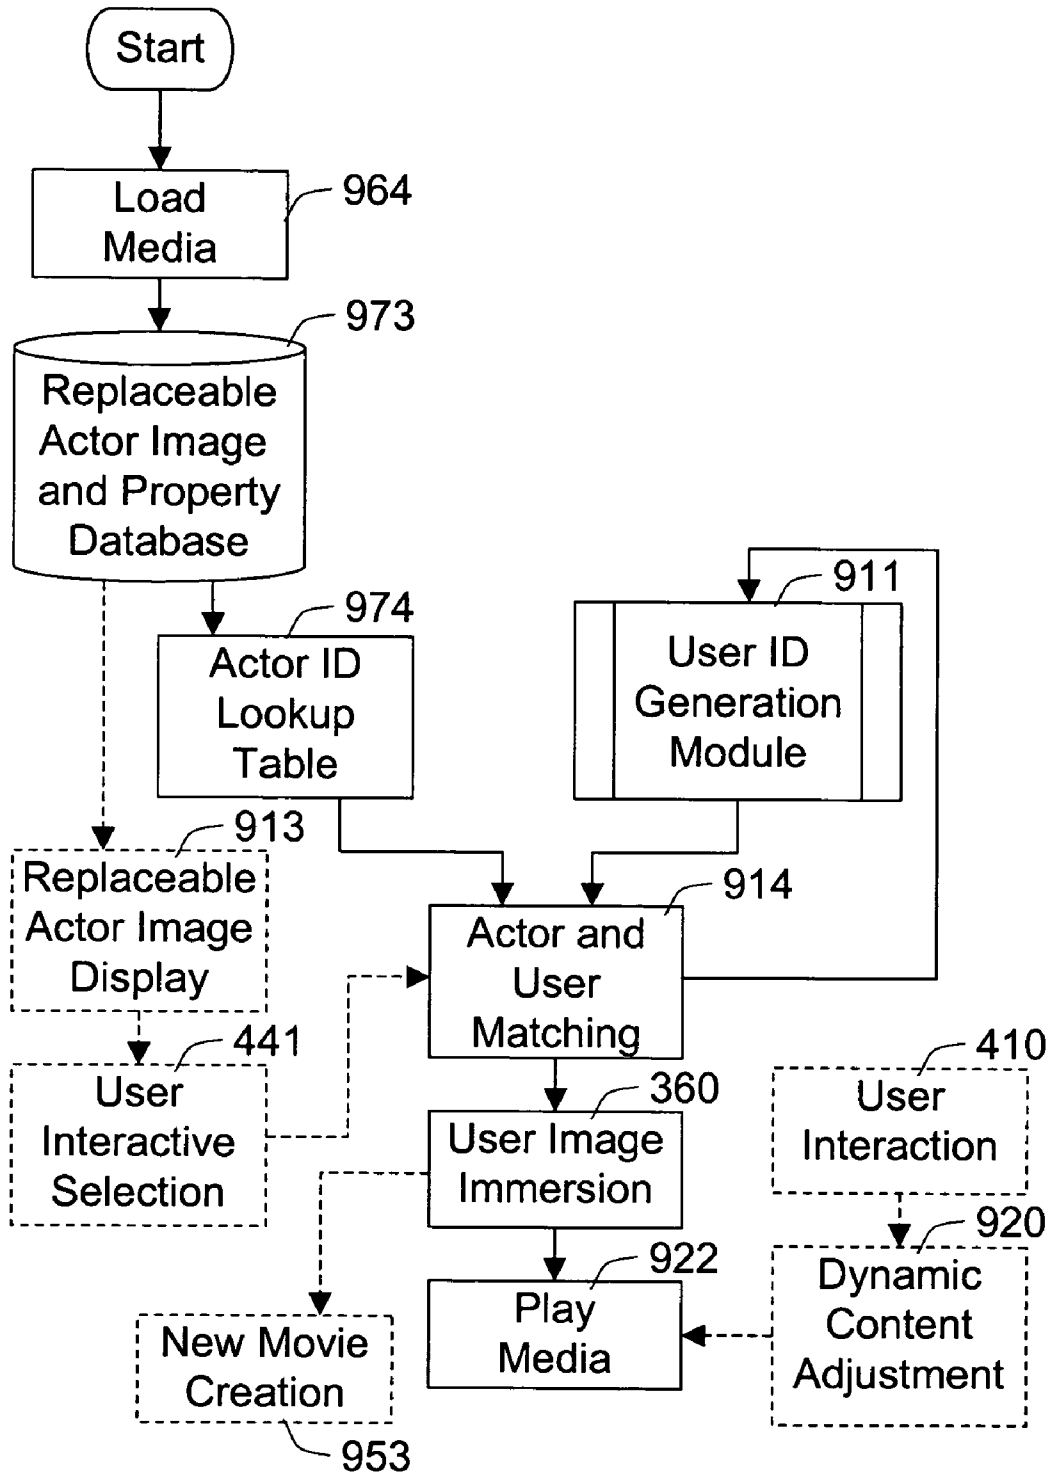 Start
964
Load
Media
973
Replaceable
Actor Image
and Property
Database
974
Actor ID
Lookup
Table
911
User ID
Generation
Module
913
Replaceable
Actor Image
Display
914
Actor and
User
Matching
441
User
Interactive
Selection
360
User Image
Immersion
410
User
Interaction
922
Play
Media
920
Dynamic
Content
Adjustment
New Movie
Creation
953